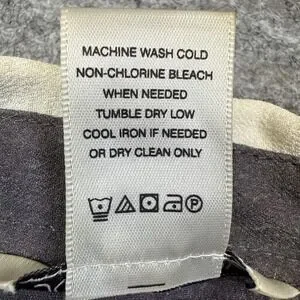 MACHINE WASH COLD
NON-CHLORINE BLEACH
WHEN NEEDED
TUMBLE DRY LOW
COOL IRON IF NEEDED
OR DRY CLEAN ONLY